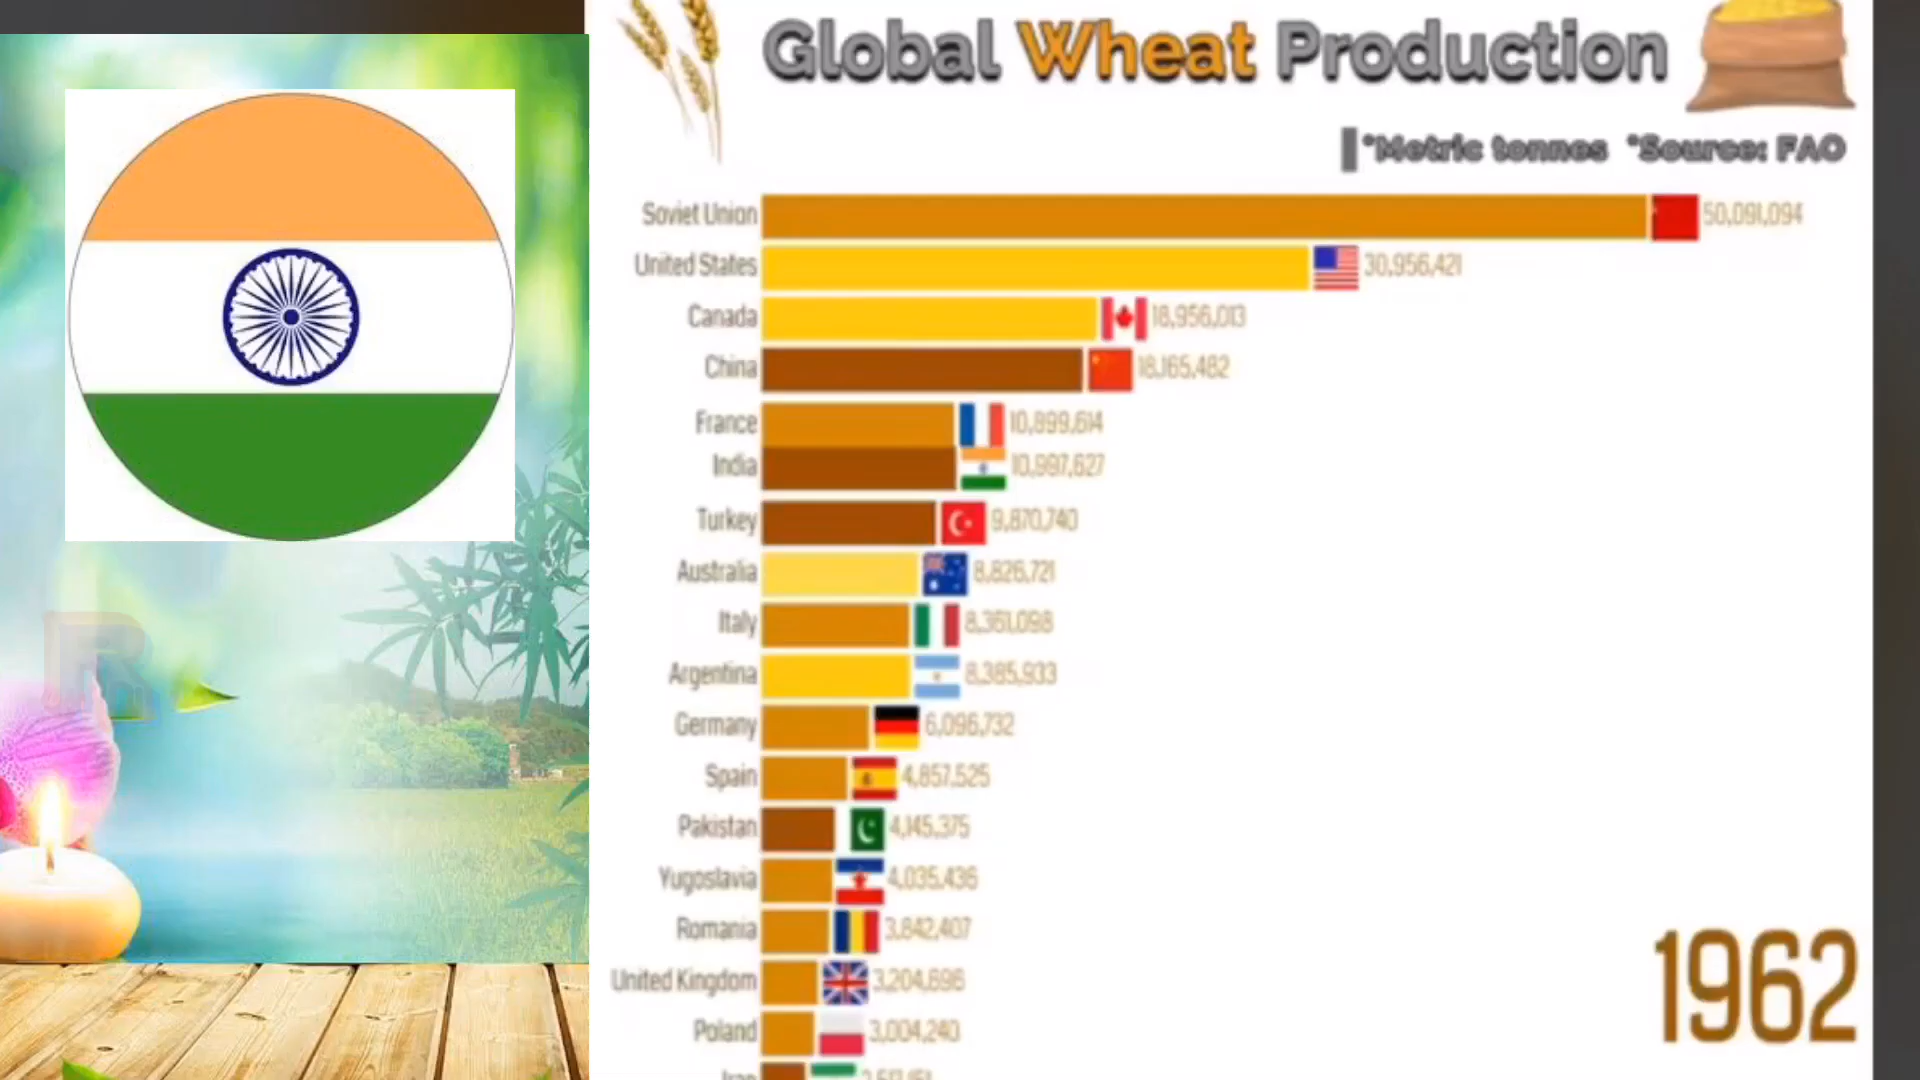 Global Wheat Production
*Metric tonnes *Source: FAO
Soviet Union 50,091,094
United States 30,956,421
Canada 18,956,013
China 18,165,482
France 10,899,614
India 10,997,627
Turkey 9,870,740
Australia 8,826,721
Italy 8,361,098
Argentina 8,385,933
Germany 6,096,732
Spain 4,857,525
Pakistan 4,145,375
Yugoslavia 4,035,436
Romania 3,842,407
United Kingdom 3,204,696
Poland 3,004,240
Iran
1962